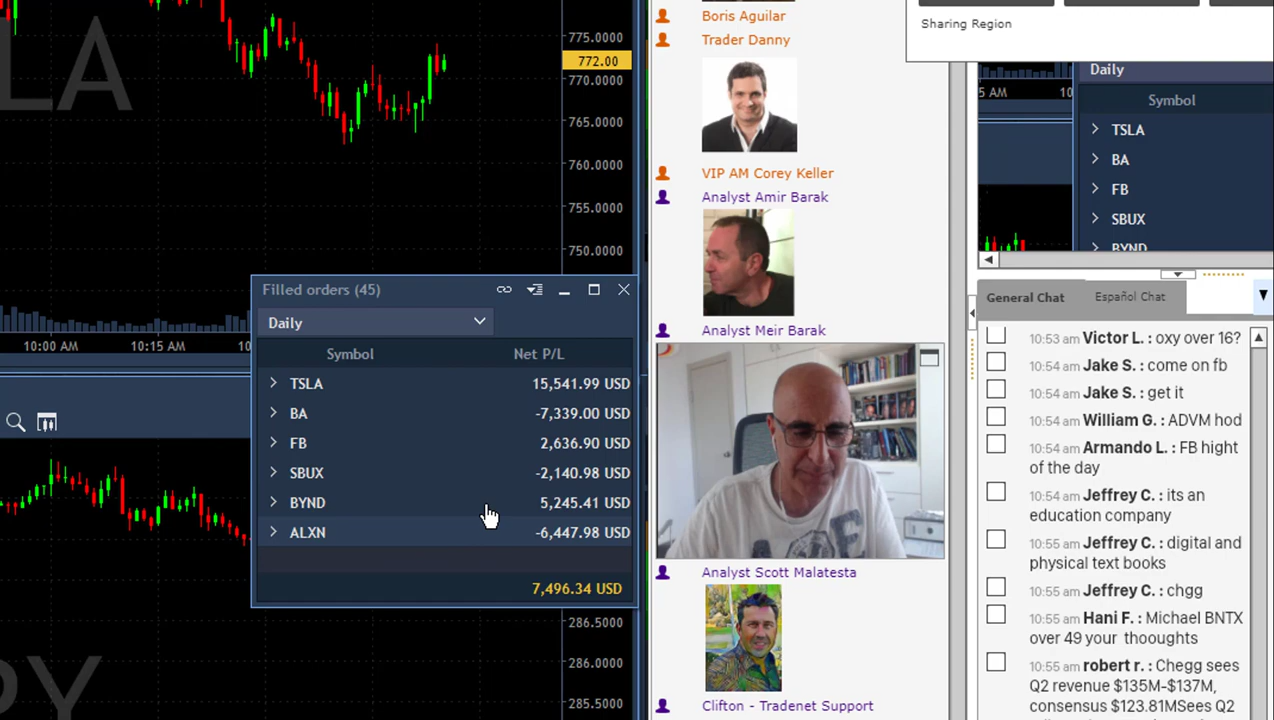 LA
775.0000
772.00
770.0000
765.0000
760.0000
755.0000
750.0000
10:00 AM
10:15 AM
10
Filled orders (45)
Daily
Symbol Net P/L
TSLA 15,541.99 USD
BA -7,339.00 USD
FB 2,636.90 USD
SBUX -2,140.98 USD
BYND 5,245.41 USD
ALXN -6,447.98 USD
7,496.34 USD
286.5000
286.0000
285.5000
PY
Boris Aguilar
Trader Danny
VIP AM Corey Keller
Analyst Amir Barak
Analyst Meir Barak
Analyst Scott Malatesta
Clifton - Tradenet Support
Sharing Region
5 AM
10
Daily
Symbol
TSLA
BA
FB
SBUX
BYND
General Chat
Español Chat
10:53 am Victor L. : oxy over 16?
10:54 am Jake S. : come on fb
10:54 am Jake S. : get it
10:54 am William G. : ADVM hod
10:54 am Armando L. : FB hight
of the day
10:54 am Jeffrey C. : its an
education company
10:55 am Jeffrey C. : digital and
physical text books
10:55 am Jeffrey C. : chgg
10:55 am Hani F. : Michael BNTX
over 49 your thooughts
10:55 am robert r. : Chegg sees
Q2 revenue $135M-$137M,
consensus $123.81MSees Q2